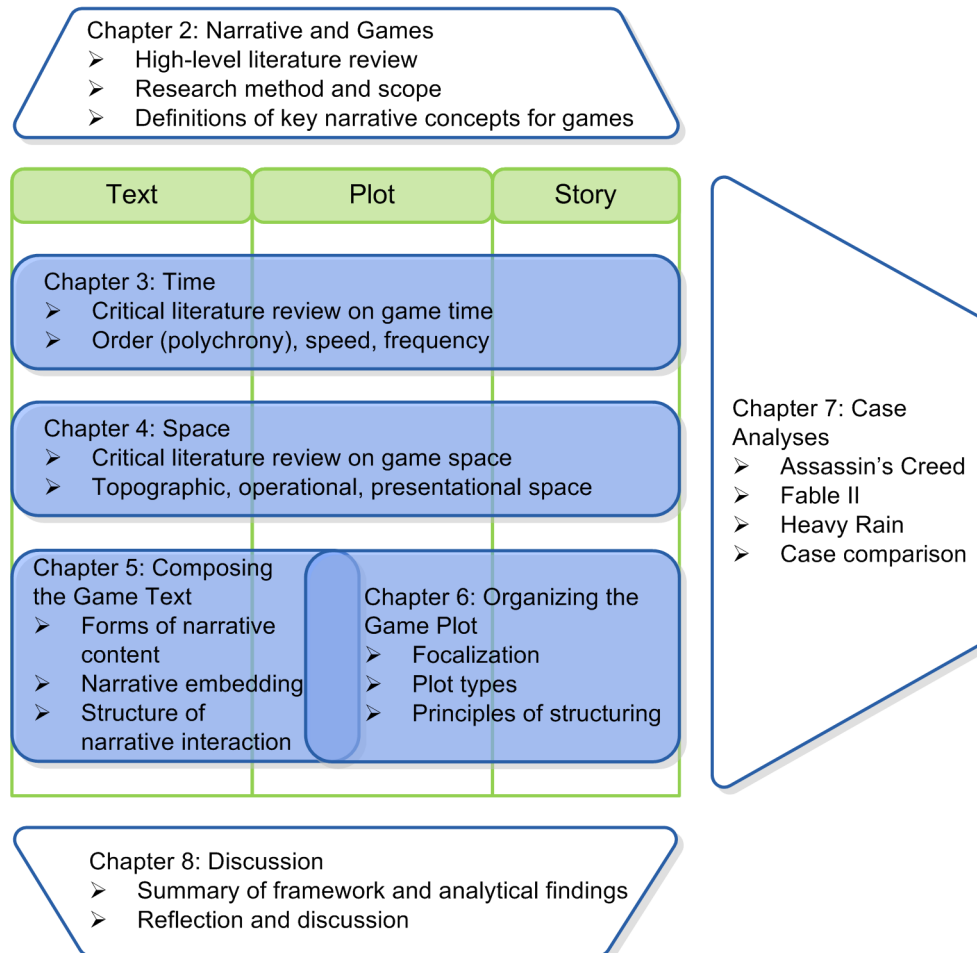 Chapter 2: Narrative and Games
➢ High-level literature review
➢ Research method and scope
➢ Definitions of key narrative concepts for games
Text
Plot
Story
Chapter 3: Time
➢ Critical literature review on game time
➢ Order (polychrony), speed, frequency
Chapter 4: Space
➢ Critical literature review on game space
➢ Topographic, operational, presentational space
Chapter 5: Composing
the Game Text
➢ Forms of narrative
content
➢ Narrative embedding
➢ Structure of
narrative interaction
Chapter 6: Organizing the
Game Plot
➢ Focalization
➢ Plot types
➢ Principles of structuring
Chapter 7: Case
Analyses
➢ Assassin's Creed
➢ Fable II
➢ Heavy Rain
➢ Case comparison
Chapter 8: Discussion
➢ Summary of framework and analytical findings
➢ Reflection and discussion